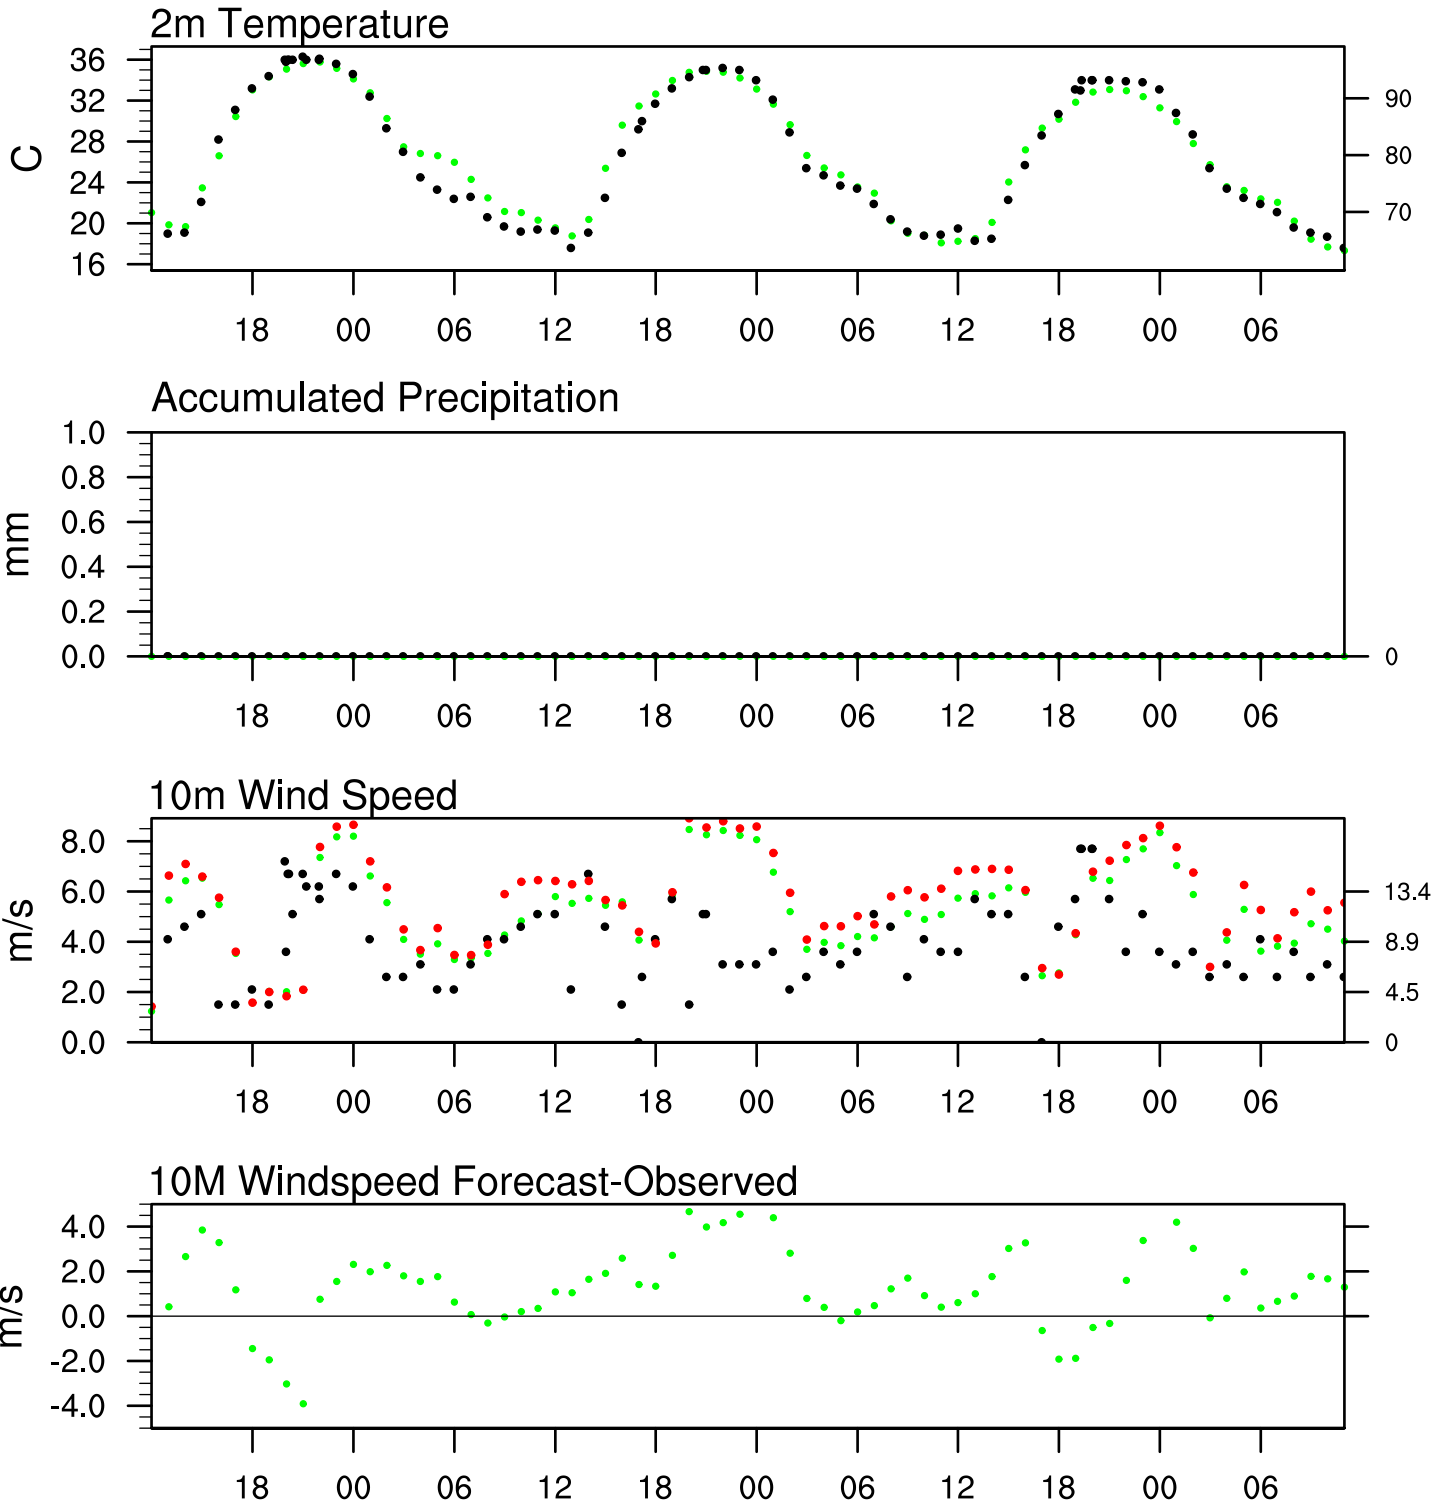 2m Temperature
36
32
28
24
20
16
C
90
80
70
18 00 06 12 18 00 06 12 18 00 06
Accumulated Precipitation
1.0
0.8
0.6
0.4
0.2
0.0
mm
0
18 00 06 12 18 00 06 12 18 00 06
10m Wind Speed
8.0
6.0
4.0
2.0
0.0
m/s
13.4
8.9
4.5
0
18 00 06 12 18 00 06 12 18 00 06
10M Windspeed Forecast-Observed
4.0
2.0
0.0
-2.0
-4.0
m/s
18 00 06 12 18 00 06 12 18 00 06